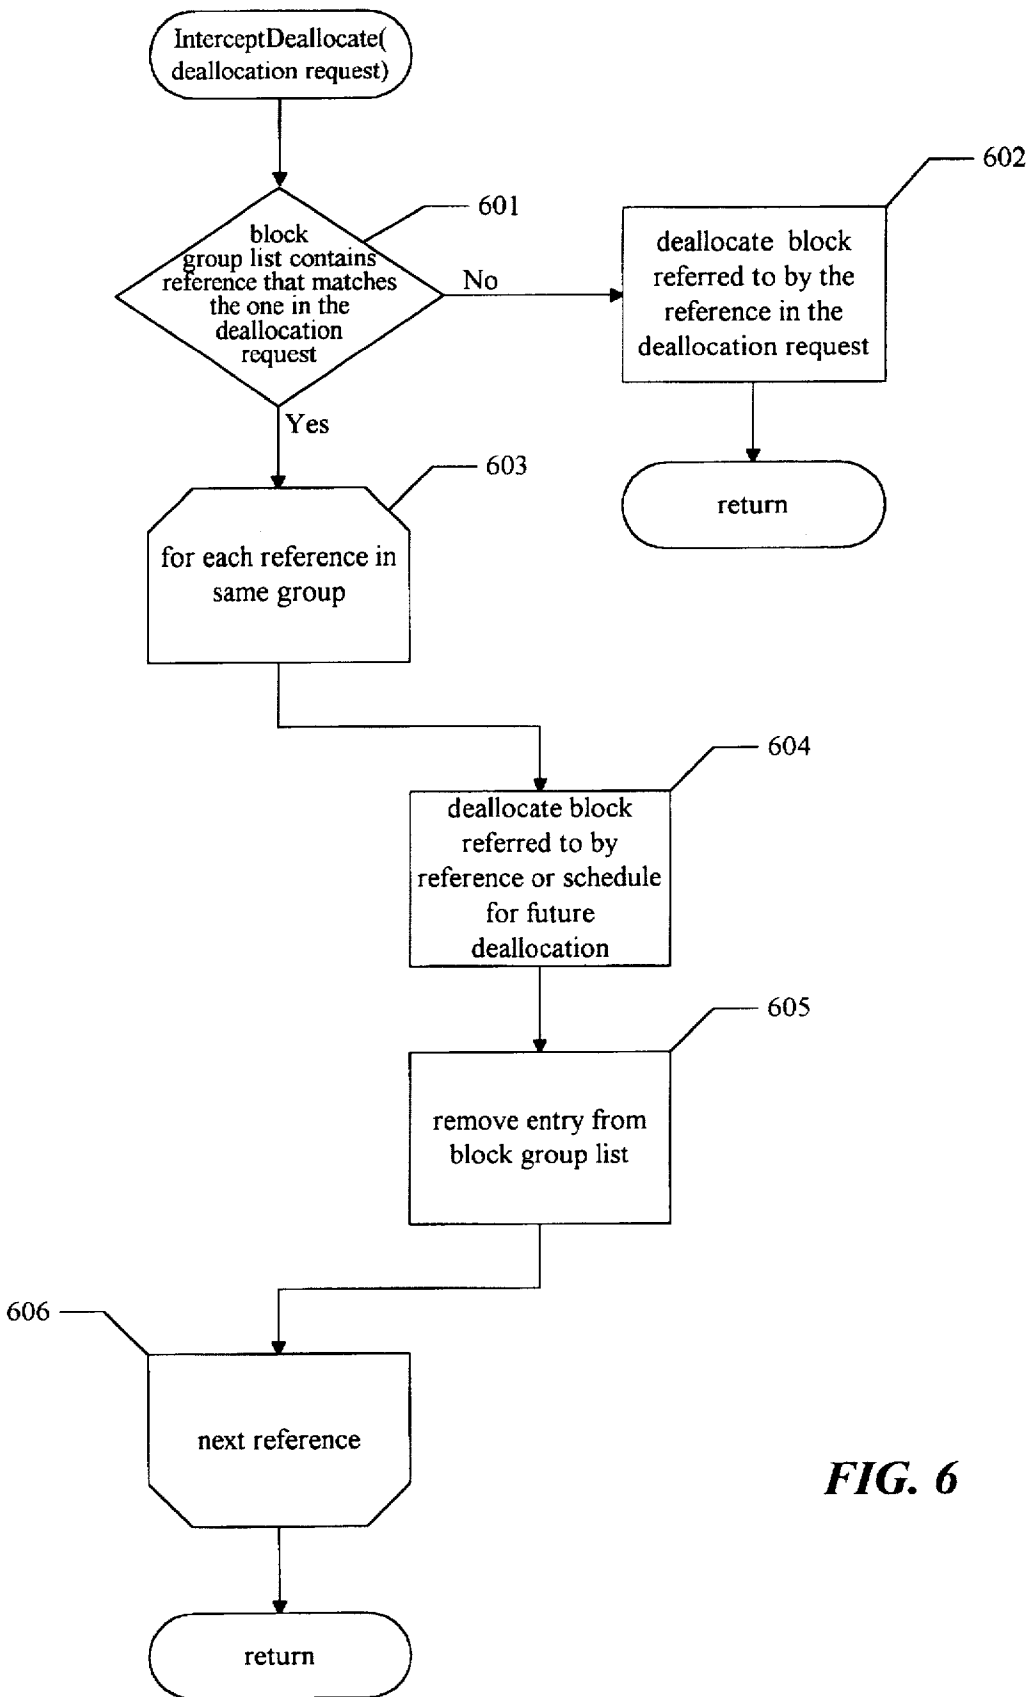 InterceptDeallocate(
deallocation request)
601
block
group list contains
reference that matches
the one in the
deallocation
request
No
602
deallocate block
referred to by the
reference in the
deallocation request
Yes
return
603
for each reference in
same group
604
deallocate block
referred to by
reference or schedule
for future
deallocation
605
remove entry from
block group list
606
next reference
FIG. 6
return